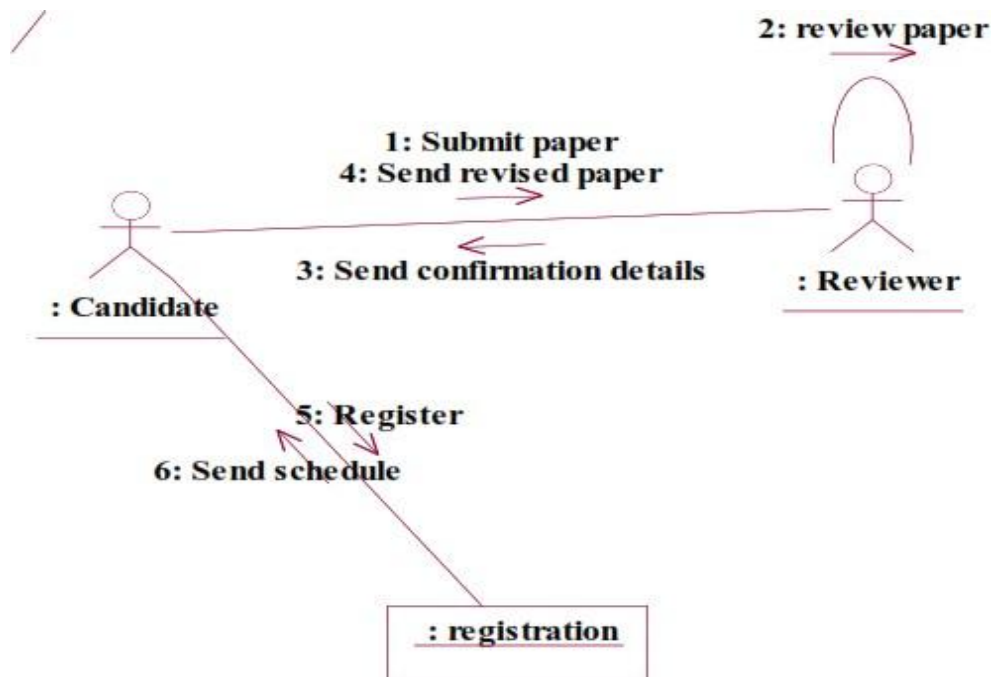 2: review paper
1: Submit paper
4: Send revised paper
3: Send confirmation details
: Reviewer
: Candidate
5: Register
6: Send schedule
: registration